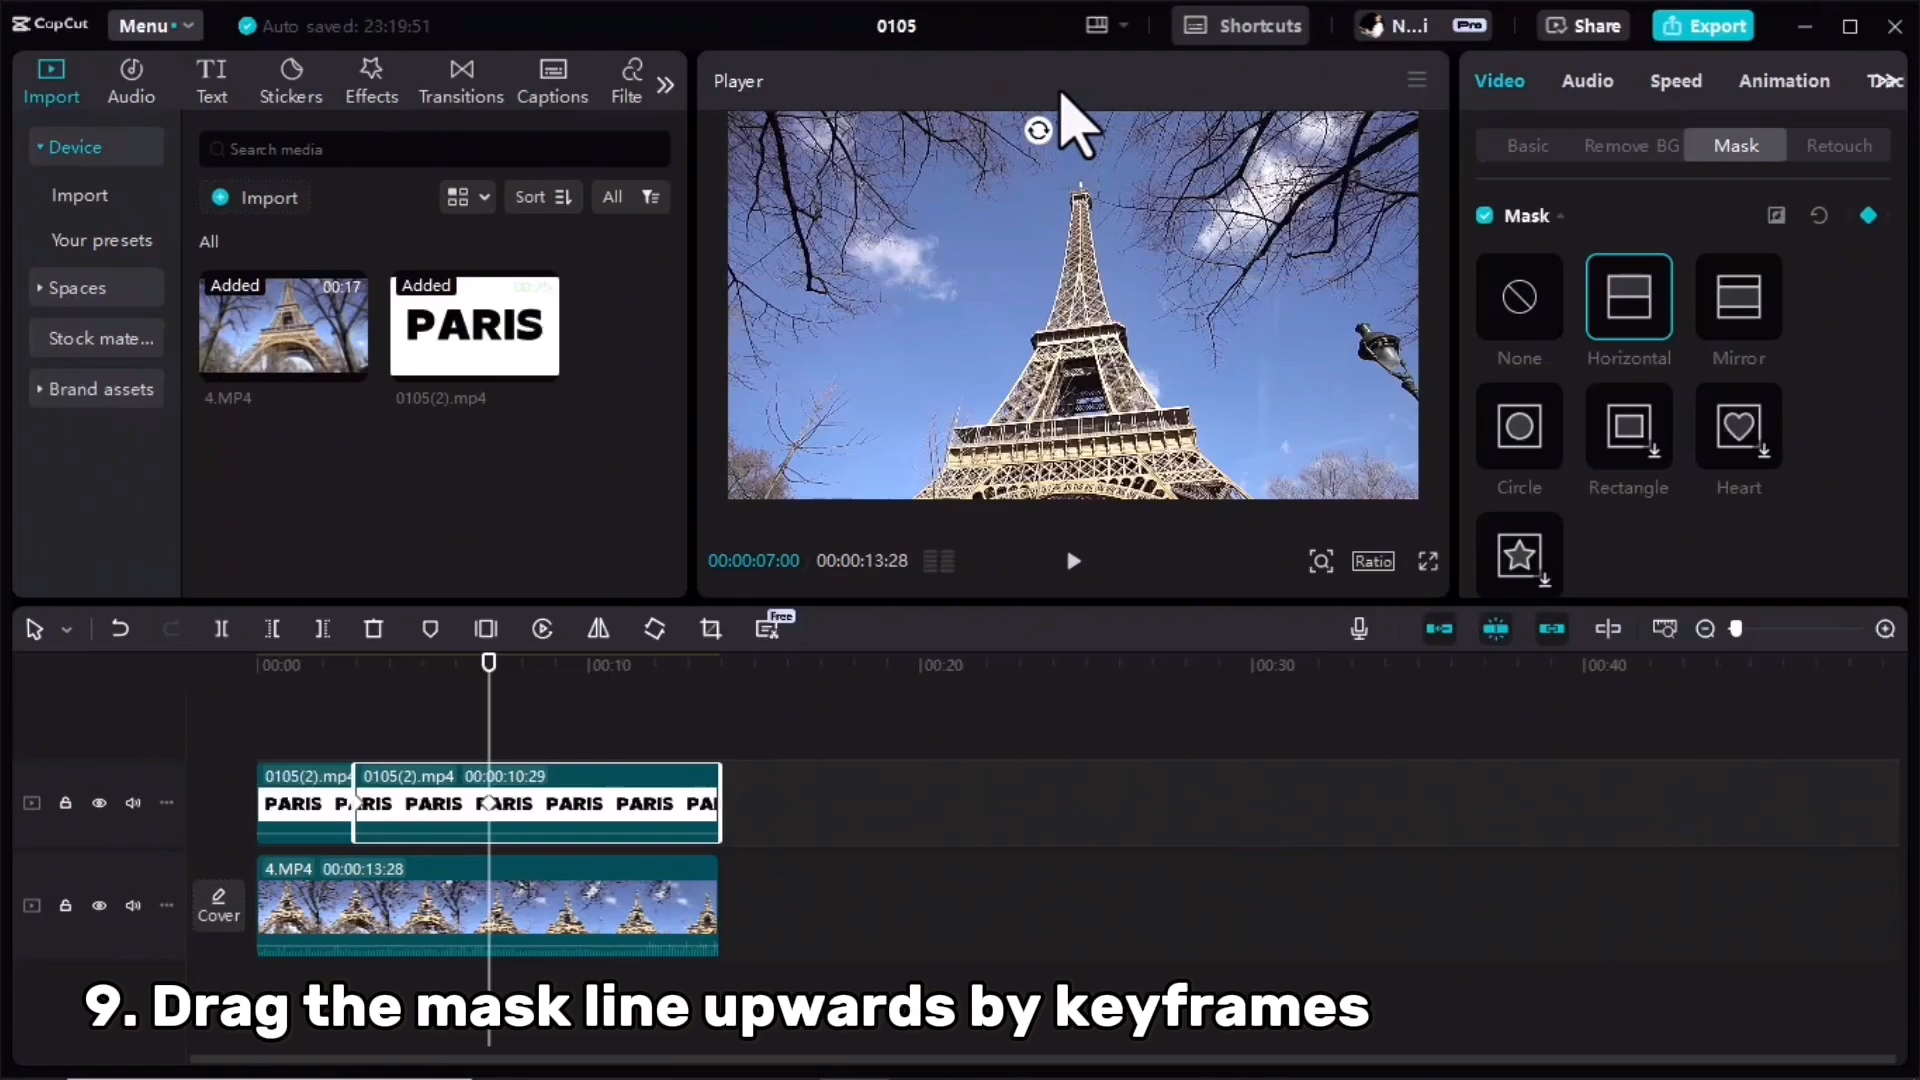 CapCut
Menu
Auto saved: 23:19:51
0105
Shortcuts
N...i
Pro
Share
Export
Import
Audio
TI
Text
Stickers
Effects
Transitions
Captions
Filte
Device
Import
Your presets
Spaces
Stock mate...
Brand assets
Search media
Import
Sort
All
All
Added
00:17
PARIS
4.MP4
Added
00:25
PARIS
0105(2).mp4
Player
00:00:07:00
00:00:13:28
Ratio
Video
Audio
Speed
Animation
Basic
Remove BG
Mask
Retouch
Mask
None
Horizontal
Mirror
Circle
Rectangle
Heart
Free
00:00
00:10
00:20
00:30
00:40
0105(2).mp4
0105(2).mp4 00:00:10:29
PARIS PARIS PARIS PARIS PARIS PARIS PA
4.MP4 00:00:13:28
Cover
9. Drag the mask line upwards by keyframes